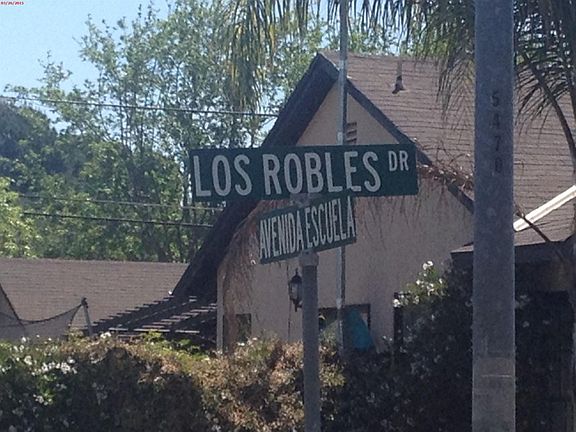 LOS ROBLES DR
AVENIDA ESCUELA
5470